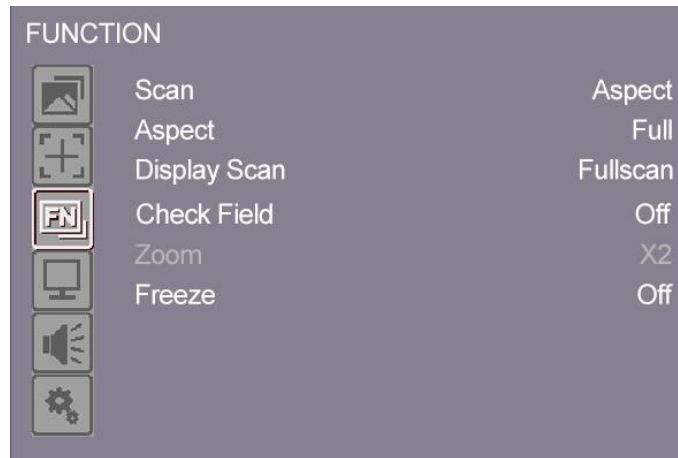 FUNCTION
Scan Aspect
Aspect Full
Display Scan Fullscan
FN
Check Field Off
Zoom X2
Freeze Off